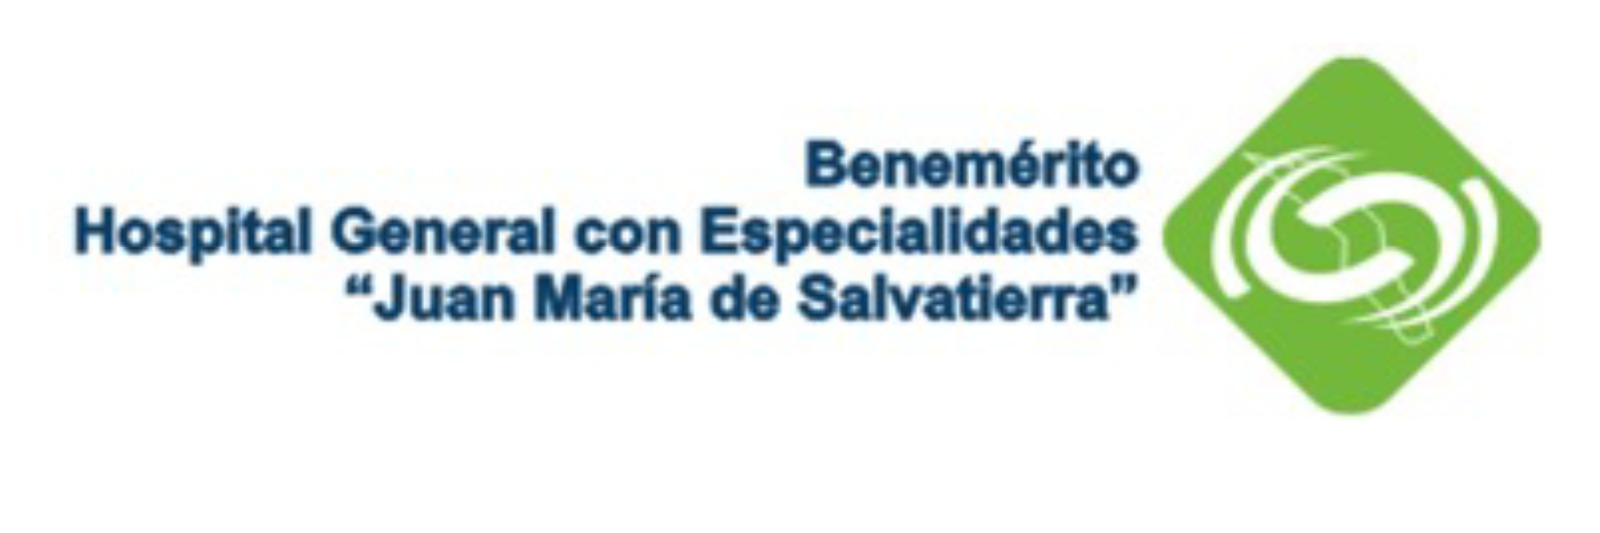 Benemérito
Hospital General con Especialidades
“Juan María de Salvatierra”